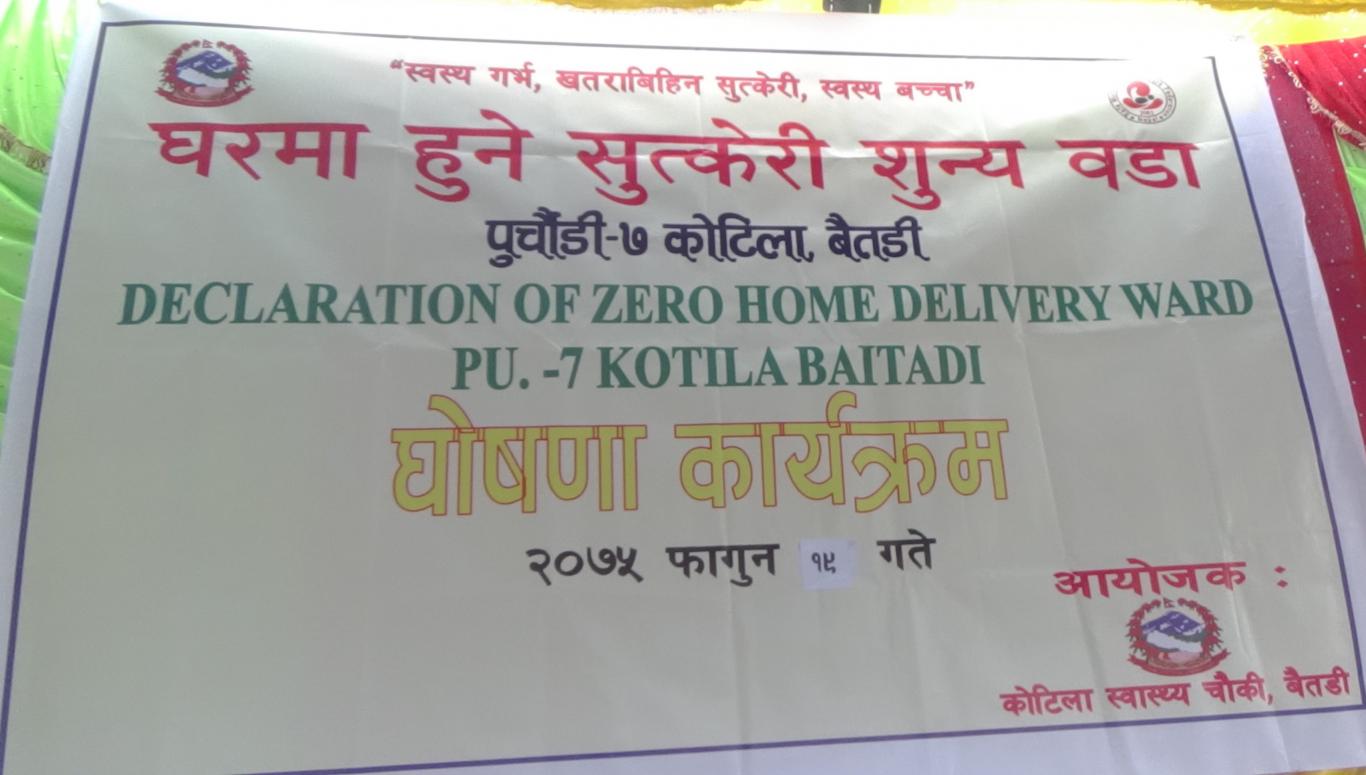 “स्वस्थ गर्भ, खतराबिहिन सुत्केरी, स्वस्थ बच्चा”
घरमा हुने सुत्केरी शुन्य वडा
पुर्चौंडी-७ कोटिला, बैतडी
DECLARATION OF ZERO HOME DELIVERY WARD
PU. -7 KOTILA BAITADI
घोषणा कार्यक्रम
२०७५ फागुन १९ गते
आयोजक :
कोटिला स्वास्थ्य चौकी, बैतडी